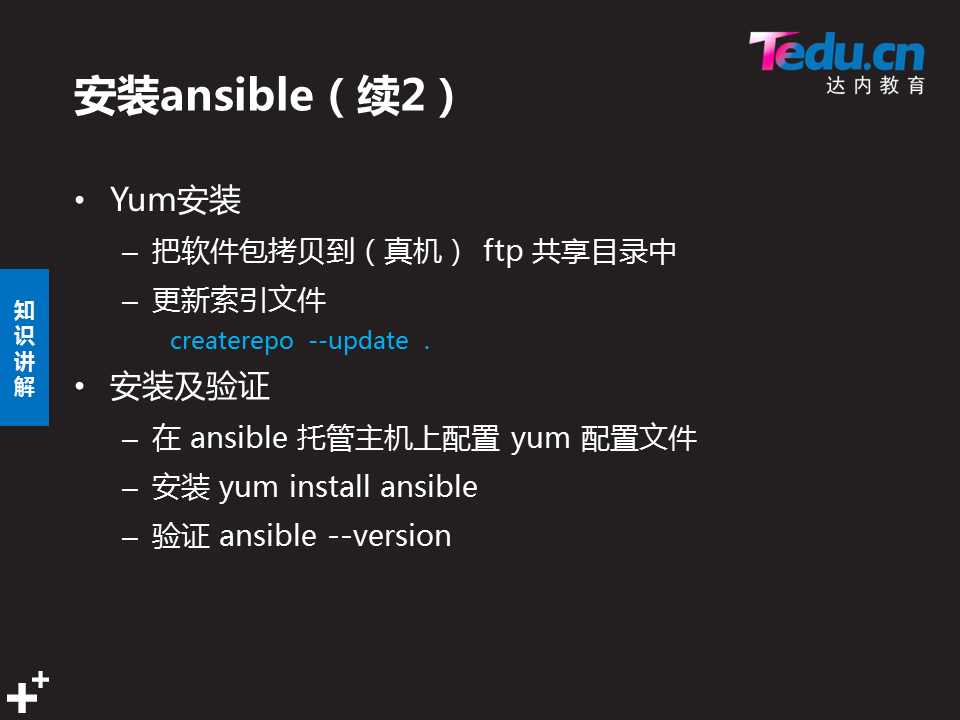 Tedu.cn
达内教育
安装ansible（续2）
• Yum安装
– 把软件包拷贝到（真机） ftp 共享目录中
– 更新索引文件
createrepo --update .
• 安装及验证
– 在 ansible 托管主机上配置 yum 配置文件
– 安装 yum install ansible
– 验证 ansible --version
知
识
讲
解